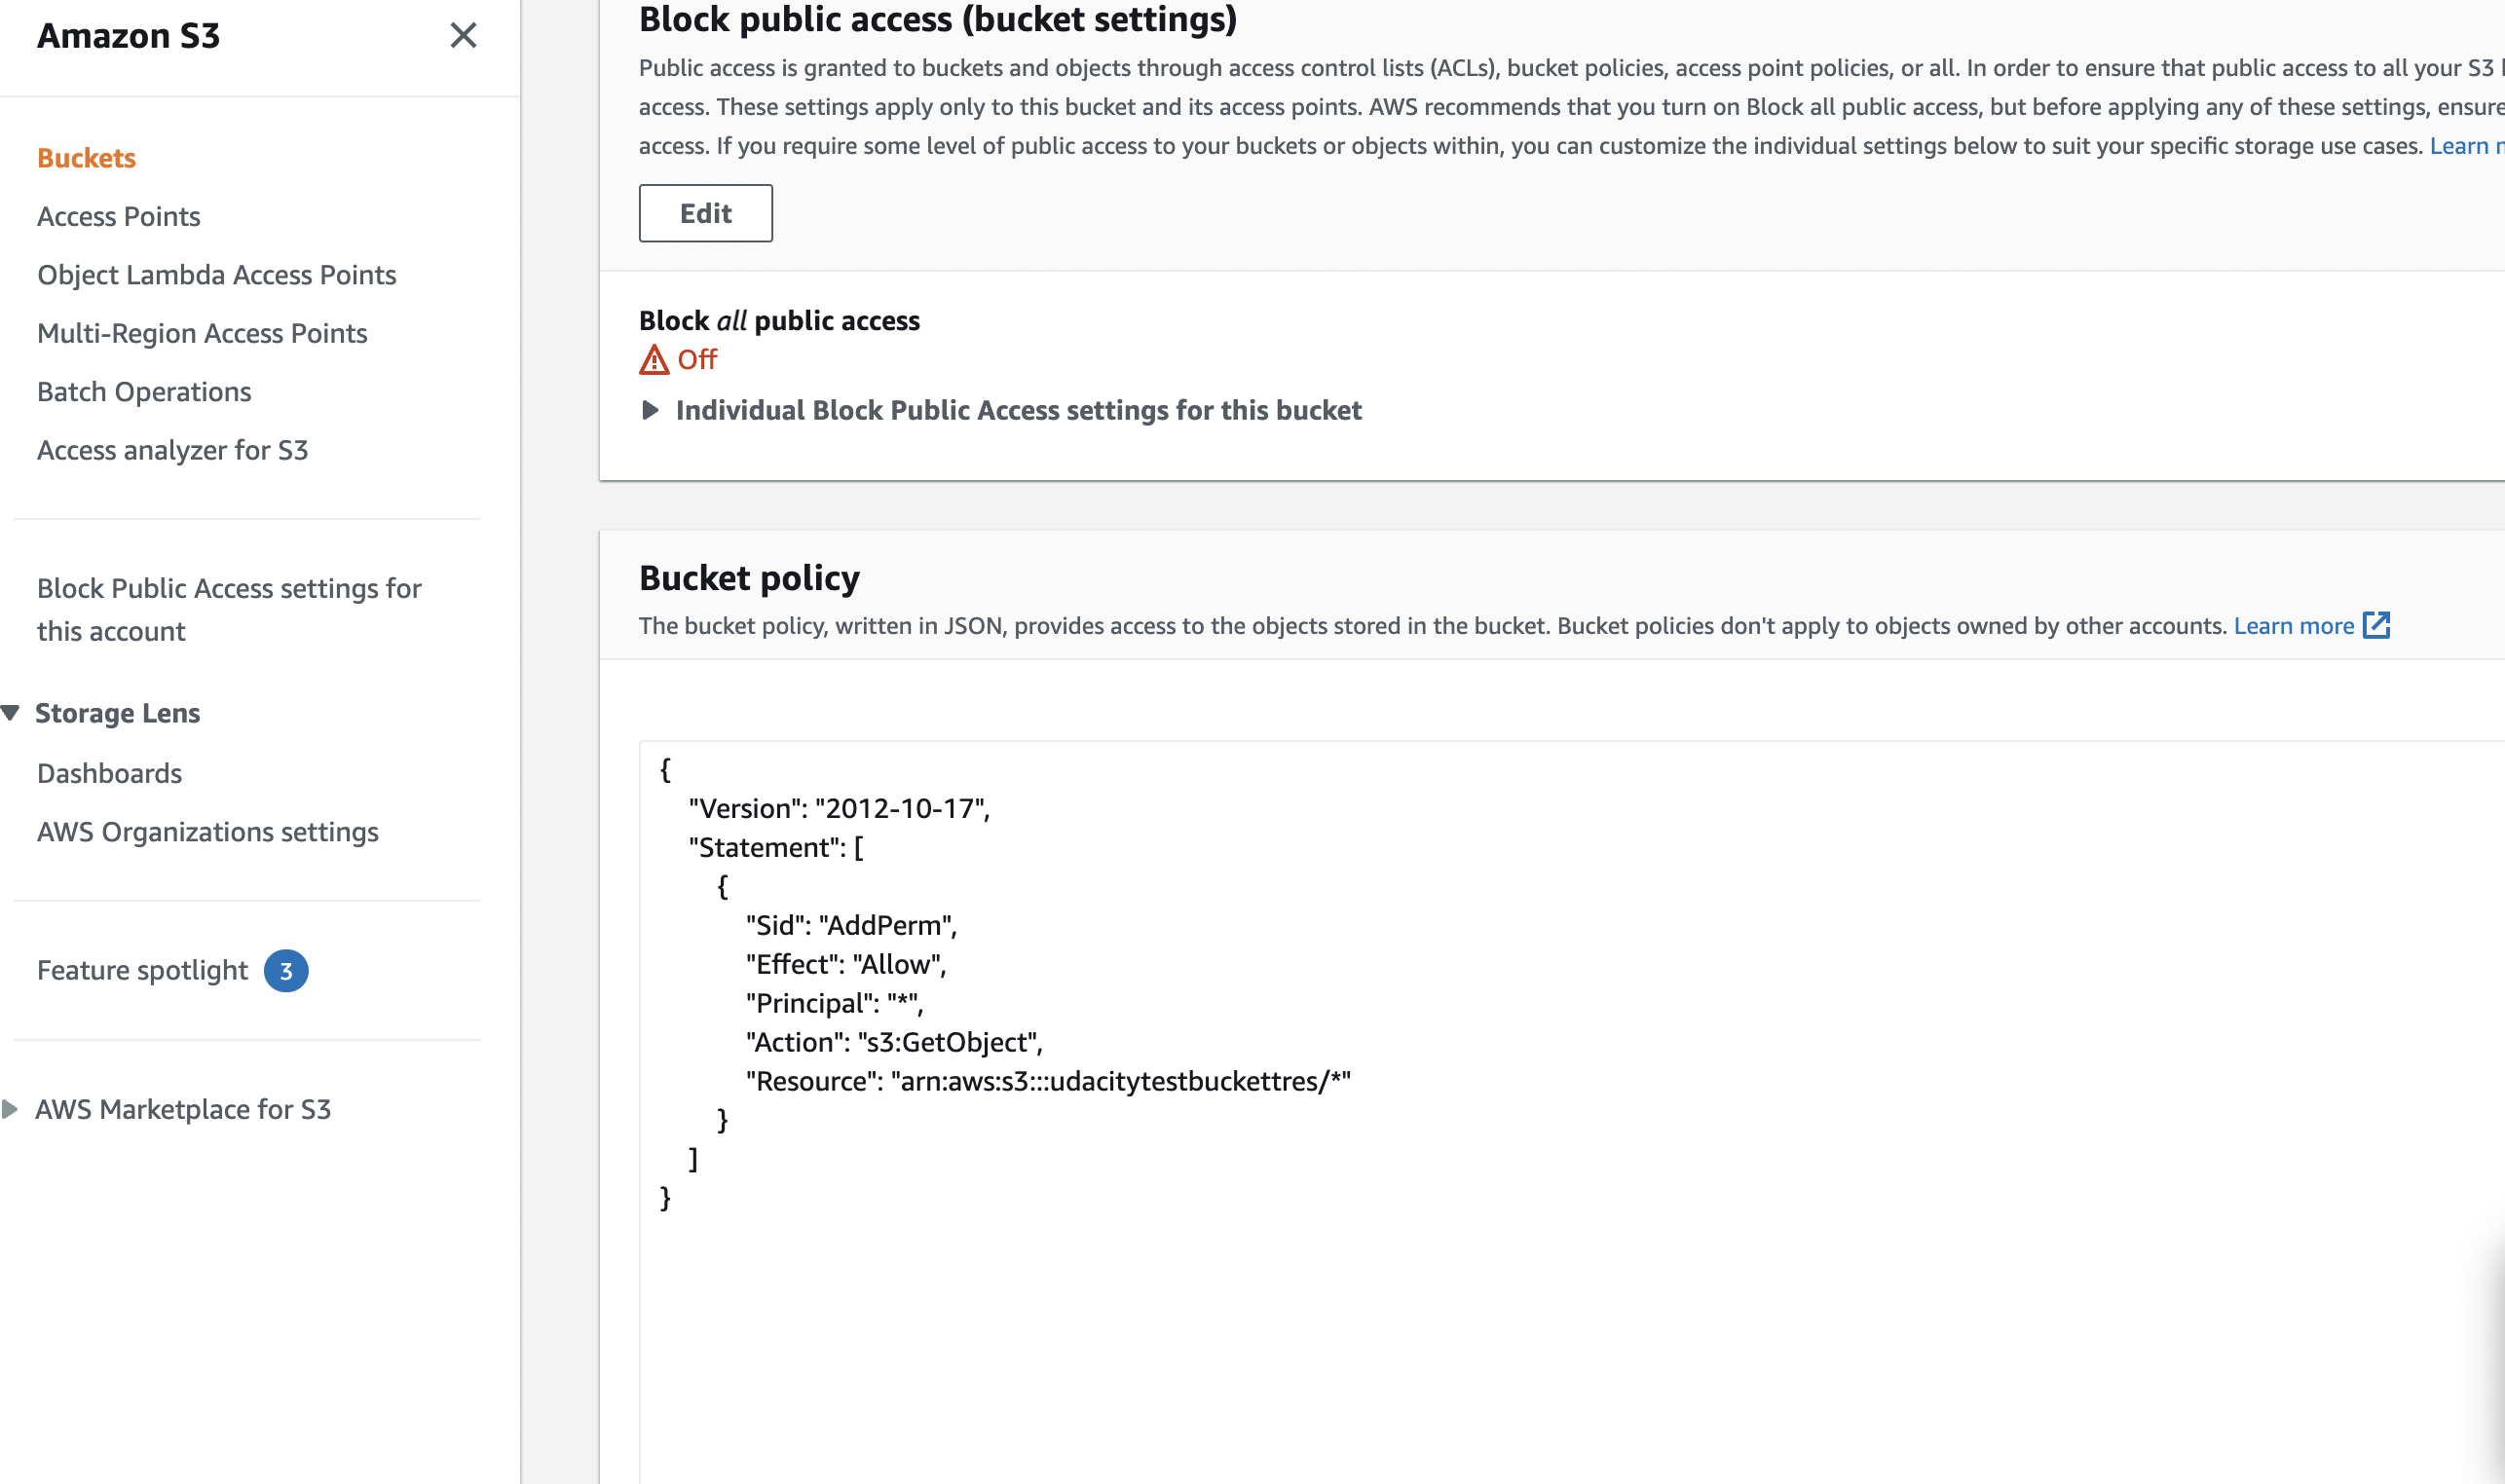 Amazon S3
Buckets
Access Points
Object Lambda Access Points
Multi-Region Access Points
Batch Operations
Access analyzer for S3
Block Public Access settings for
this account
Storage Lens
Dashboards
AWS Organizations settings
Feature spotlight 3
AWS Marketplace for S3
Block public access (bucket settings)
Public access is granted to buckets and objects through access control lists (ACLs), bucket policies, access point policies, or all. In order to ensure that public access to all your S3
access. These settings apply only to this bucket and its access points. AWS recommends that you turn on Block all public access, but before applying any of these settings, ensure
access. If you require some level of public access to your buckets or objects within, you can customize the individual settings below to suit your specific storage use cases. Learn
Edit
Block all public access
Off
Individual Block Public Access settings for this bucket
Bucket policy
The bucket policy, written in JSON, provides access to the objects stored in the bucket. Bucket policies don't apply to objects owned by other accounts. Learn more
{
"Version": "2012-10-17",
"Statement": [
{
"Sid": "AddPerm",
"Effect": "Allow",
"Principal": "*",
"Action": "s3:GetObject",
"Resource": "arn:aws:s3:::udacitytestbuckettres/*"
}
]
}